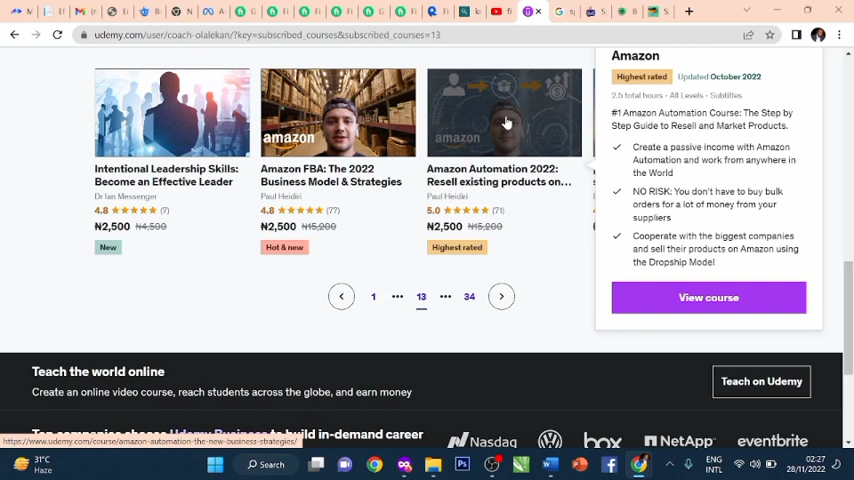 udemy.com/user/coach-olalekan/?key=subscribed_courses&subscribed_courses=13
amazon
amazon
Intentional Leadership Skills:
Become an Effective Leader
Dr Ian Messenger
4.8 (7)
₦2,500 ₦4,500
New
Amazon FBA: The 2022
Business Model & Strategies
Paul Heidiri
4.8 (77)
₦2,500 ₦15,200
Hot & new
Amazon Automation 2022:
Resell existing products on...
Paul Heidiri
5.0 (71)
₦2,500 ₦15,200
Highest rated
Amazon
Highest rated Updated October 2022
2.5 total hours · All Levels · Subtitles
#1 Amazon Automation Course: The Step by
Step Guide to Resell and Market Products.
Create a passive income with Amazon
Automation and work from anywhere in
the World
NO RISK: You don't have to buy bulk
orders for a lot of money from your
suppliers
Cooperate with the biggest companies
and sell their products on Amazon using
the Dropship Model
View course
1 ••• 13 ••• 34
Teach the world online
Create an online video course, reach students across the globe, and earn money
Teach on Udemy
Top companies choose Udemy Business to build in-demand career
Nasdaq box NetApp eventbrite
https://www.udemy.com/course/amazon-automation-the-new-business-strategies/
31°C
Haze
Search
ENG
INTL
02:27
28/11/2022